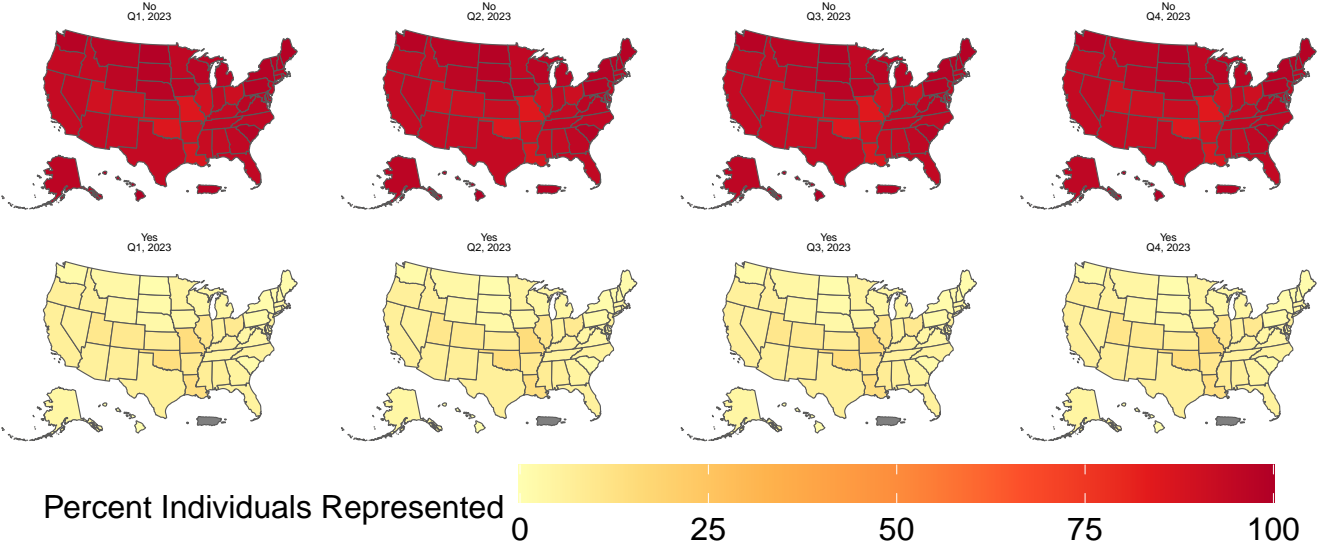 No
Q1, 2023
No
Q2, 2023
No
Q3, 2023
No
Q4, 2023
Yes
Q1, 2023
Yes
Q2, 2023
Yes
Q3, 2023
Yes
Q4, 2023
Percent Individuals Represented
0 25 50 75 100